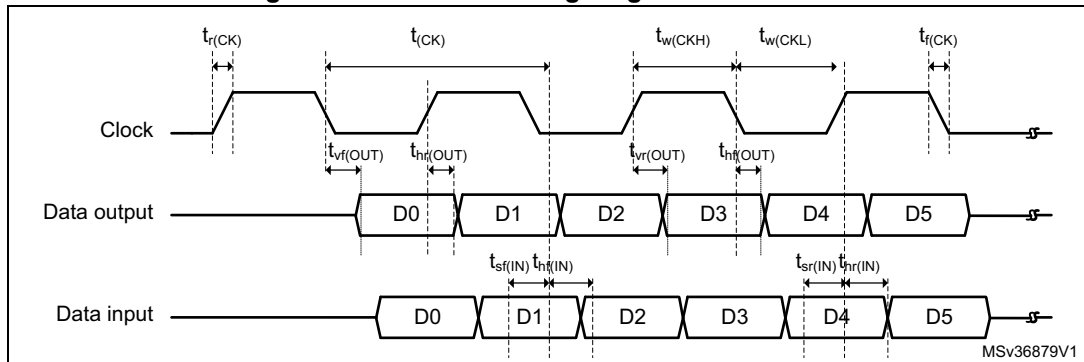 t_r(CK) t_(CK) t_w(CKH) t_w(CKL) t_f(CK)
Clock
t_vf(OUT) t_hr(OUT) t_vr(OUT) t_hf(OUT)
Data output D0 D1 D2 D3 D4 D5
t_sf(IN) t_hf(IN) t_sr(IN) t_hr(IN)
Data input D0 D1 D2 D3 D4 D5
MSv36879V1